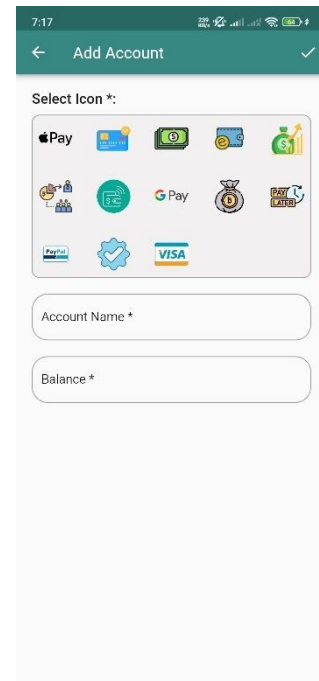 7:17
Add Account
Select Icon *:
Pay
G Pay
PAY
LATER
PayPal
VISA
Account Name *
Balance *